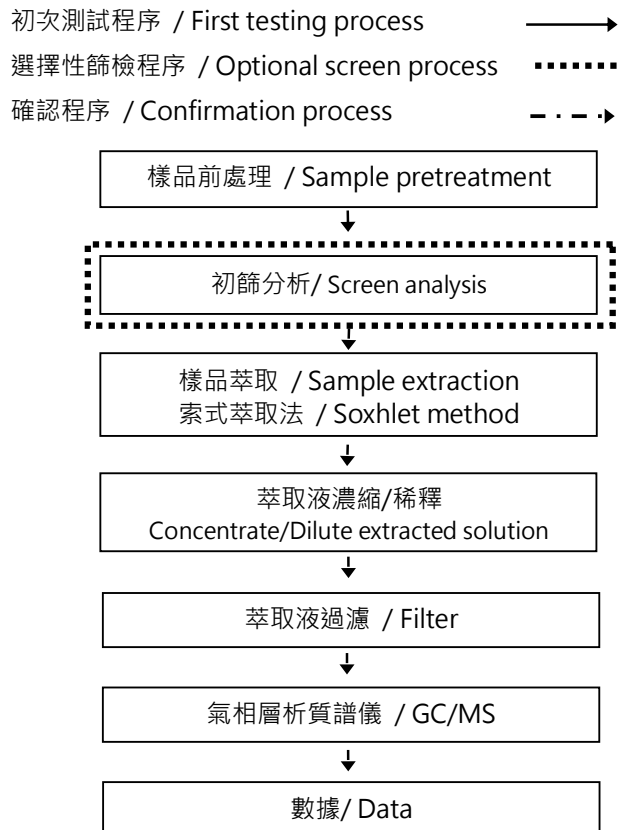 初次測試程序 / First testing process
選擇性篩檢程序 / Optional screen process
確認程序 / Confirmation process
樣品前處理 / Sample pretreatment
初篩分析/ Screen analysis
樣品萃取 / Sample extraction
索式萃取法 / Soxhlet method
萃取液濃縮/稀釋
Concentrate/Dilute extracted solution
萃取液過濾 / Filter
氣相層析質譜儀 / GC/MS
數據/ Data